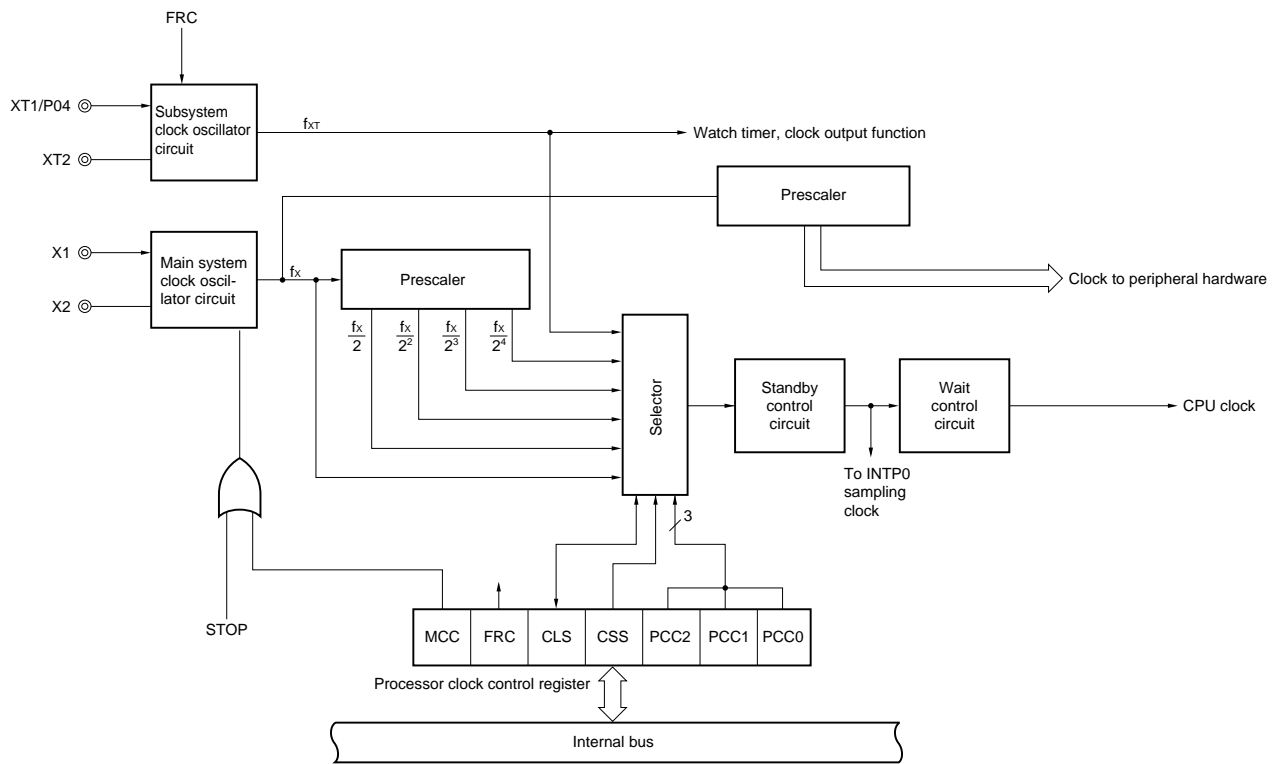 FRC
XT1/P04
XT2
Subsystem
clock oscillator
circuit
fXT
Watch timer, clock output function
Prescaler
X1
X2
Main system
clock oscil-
lator circuit
fX
Prescaler
Clock to peripheral hardware
fX/2
fX/2²
fX/2³
fX/2⁴
Selector
Standby
control
circuit
Wait
control
circuit
CPU clock
To INTP0
sampling
clock
3
STOP
MCC
FRC
CLS
CSS
PCC2
PCC1
PCC0
Processor clock control register
Internal bus